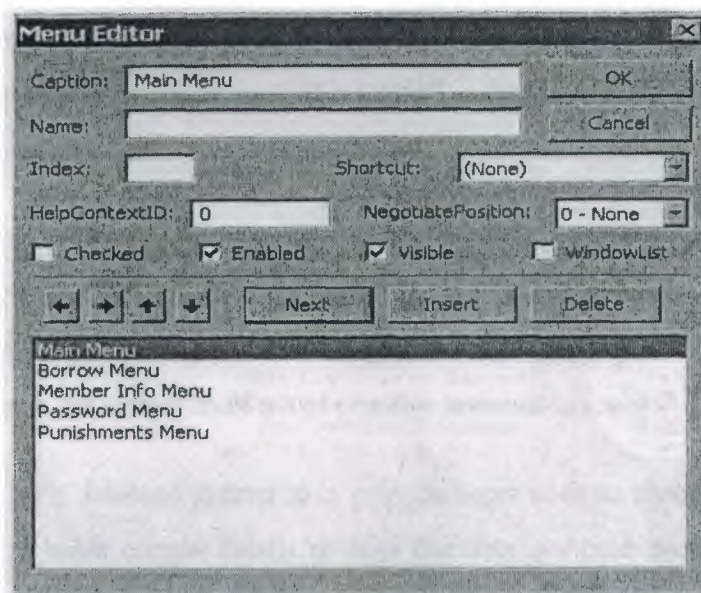 Menu Editor
Caption: Main Menu OK
Name: Cancel
Index: Shortcut: (None)
HelpContextID: 0 NegotiatePosition: 0 - None
Checked Enabled Visible WindowList
Next Insert Delete
Main Menu
Borrow Menu
Member Info Menu
Password Menu
Punishments Menu